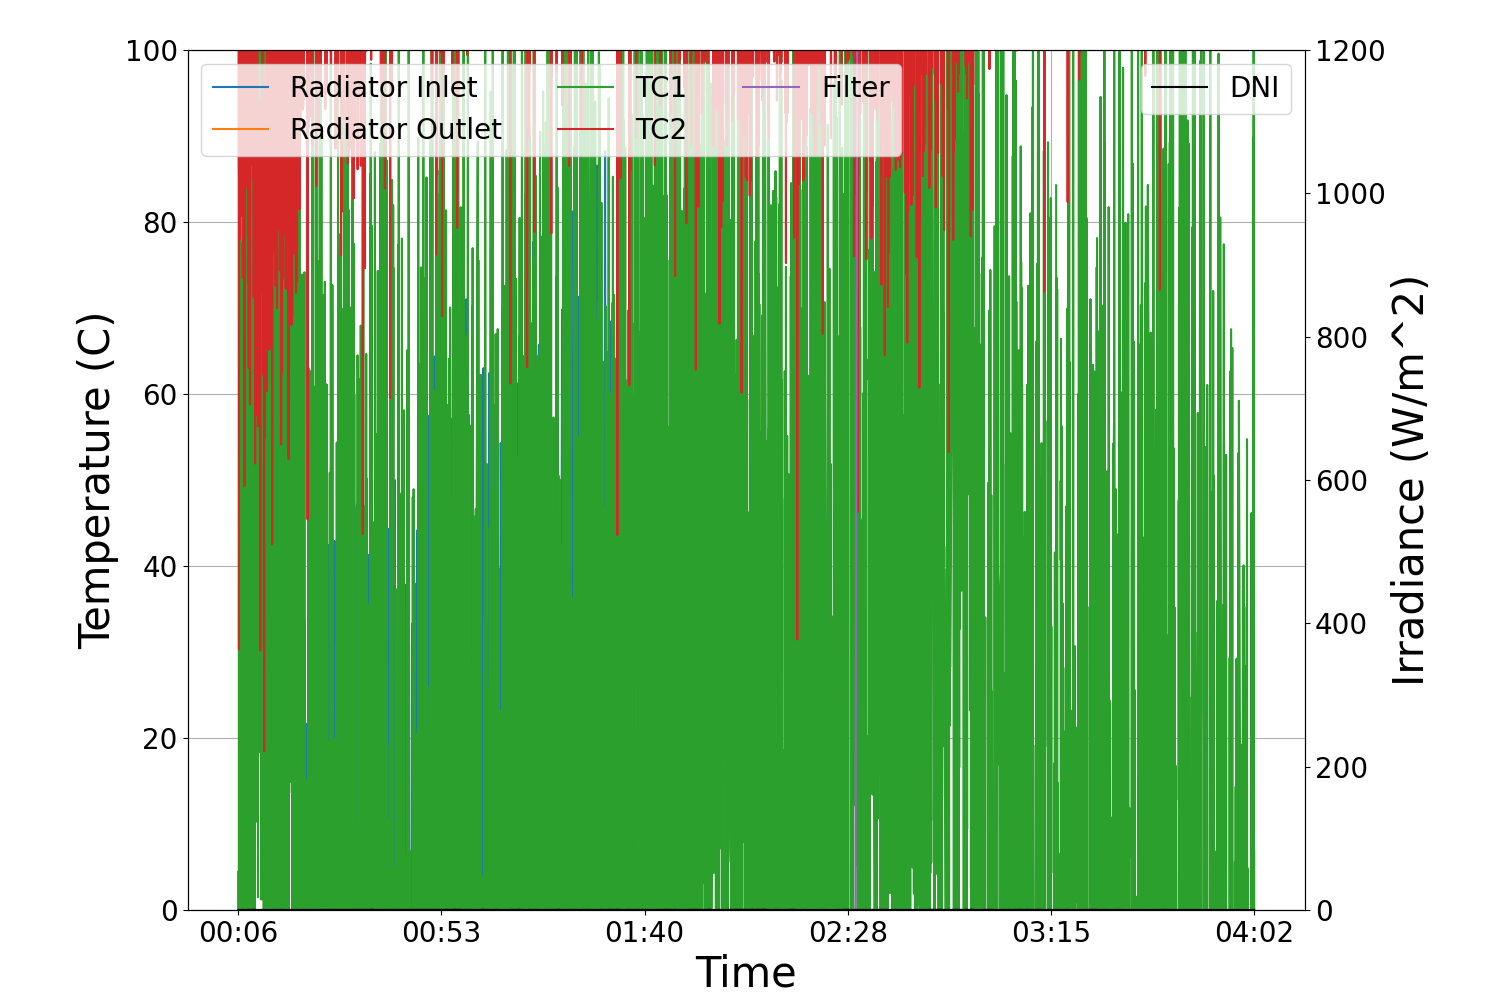 100
80
60
40
20
0
Temperature (C)
Radiator Inlet
Radiator Outlet
TC1
TC2
Filter
DNI
1200
1000
800
600
400
200
0
Irradiance (W/m^2)
00:06
00:53
01:40
02:28
03:15
04:02
Time